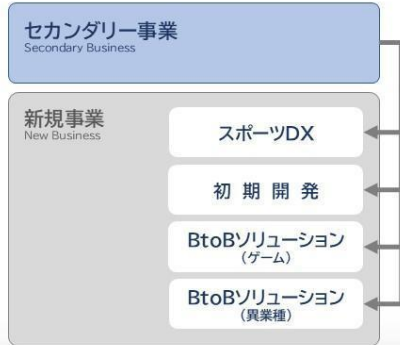 セカンダリー事業
Secondary Business
新規事業
New Business
スポーツDX
初期開発
BtoBソリューション
(ゲーム)
BtoBソリューション
(異業種)